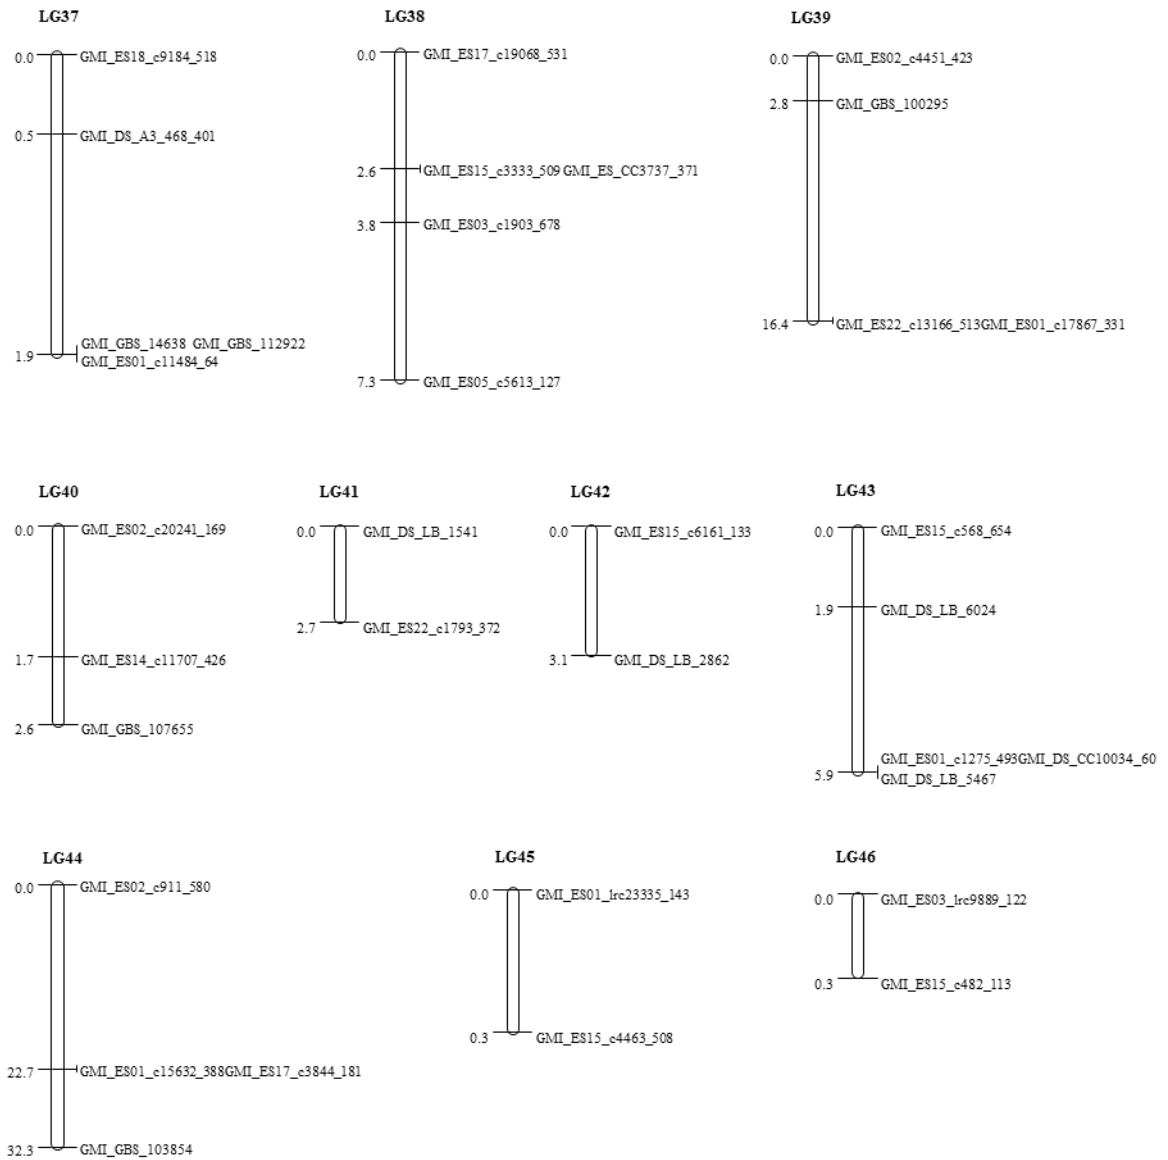 LG37
0.0 GMI_ES18_c9184_518
0.5 GMI_DS_A3_468_401
GMI_GBS_14638 GMI_GBS_112922
1.9 GMI_ES01_c11484_64
LG38
0.0 GMI_ES17_c19068_531
2.6 GMI_ES15_c3333_509 GMI_ES_CC3737_371
3.8 GMI_ES03_c1903_678
7.3 GMI_ES05_c5613_127
LG39
0.0 GMI_ES02_c4451_423
2.8 GMI_GBS_100295
16.4 GMI_ES22_c13166_513GMI_ES01_c17867_331
LG40
0.0 GMI_ES02_c20241_169
1.7 GMI_ES14_c11707_426
2.6 GMI_GBS_107655
LG41
0.0 GMI_DS_LB_1541
2.7 GMI_ES22_c1793_372
LG42
0.0 GMI_ES15_c6161_133
3.1 GMI_DS_LB_2862
LG43
0.0 GMI_ES15_c568_654
1.9 GMI_DS_LB_6024
GMI_ES01_c1275_493GMI_DS_CC10034_60
5.9 GMI_DS_LB_5467
LG44
0.0 GMI_ES02_c911_580
22.7 GMI_ES01_c15632_388GMI_ES17_c3844_181
32.3 GMI_GBS_103854
LG45
0.0 GMI_ES01_lrc23335_143
0.3 GMI_ES15_c4463_508
LG46
0.0 GMI_ES03_lrc9889_122
0.3 GMI_ES15_c482_113